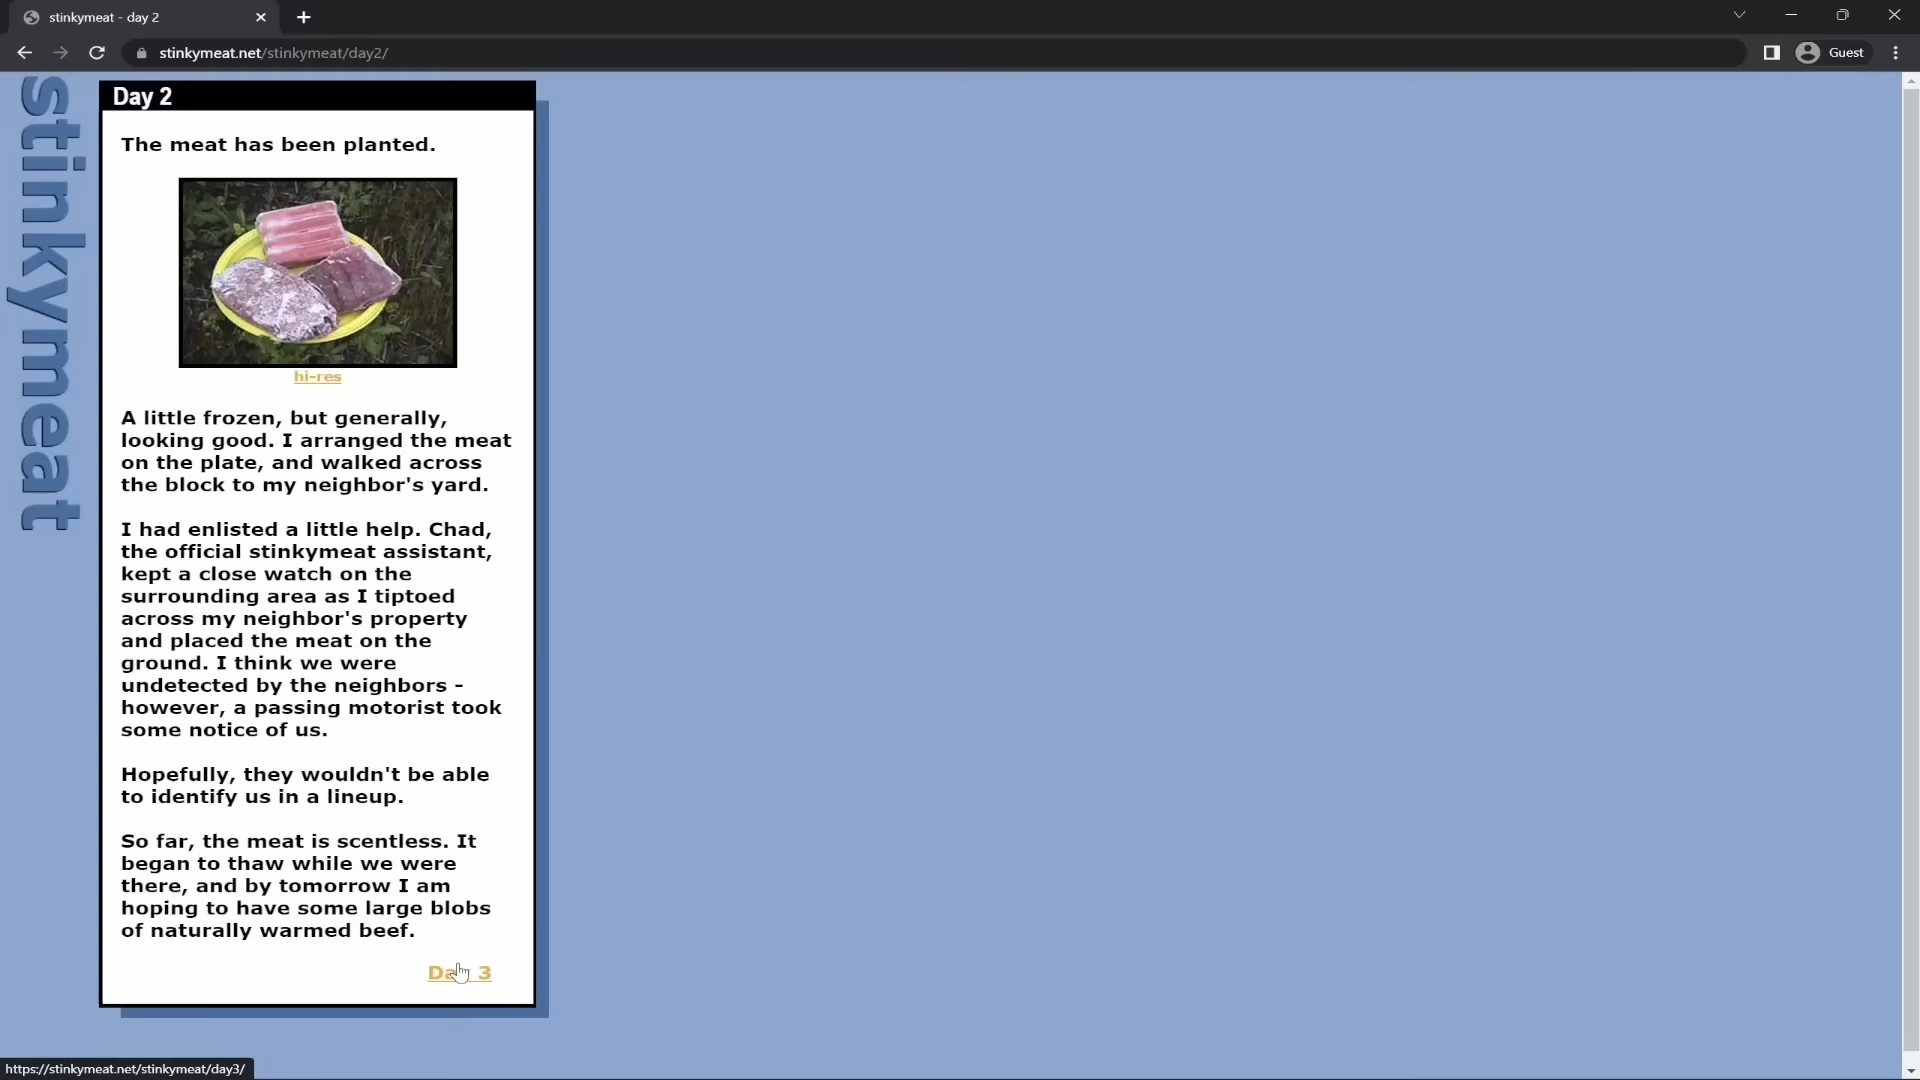 stinkymeat - day 2
stinkymeat.net/stinkymeat/day2/
Guest
stinkymeat
Day 2
The meat has been planted.
hi-res
A little frozen, but generally,
looking good. I arranged the meat
on the plate, and walked across
the block to my neighbor's yard.
I had enlisted a little help. Chad,
the official stinkymeat assistant,
kept a close watch on the
surrounding area as I tiptoed
across my neighbor's property
and placed the meat on the
ground. I think we were
undetected by the neighbors -
however, a passing motorist took
some notice of us.
Hopefully, they wouldn't be able
to identify us in a lineup.
So far, the meat is scentless. It
began to thaw while we were
there, and by tomorrow I am
hoping to have some large blobs
of naturally warmed beef.
Day 3
https://stinkymeat.net/stinkymeat/day3/